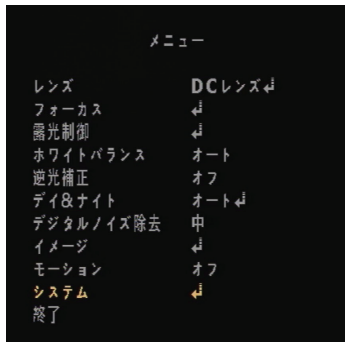 メニュー
レンズ DCレンズ↲
フォーカス ↲
露光制御 ↲
ホワイトバランス オート
逆光補正 オフ
デイ&ナイト オート↲
デジタルノイズ除去 中
イメージ ↲
モーション オフ
システム ↲
終了